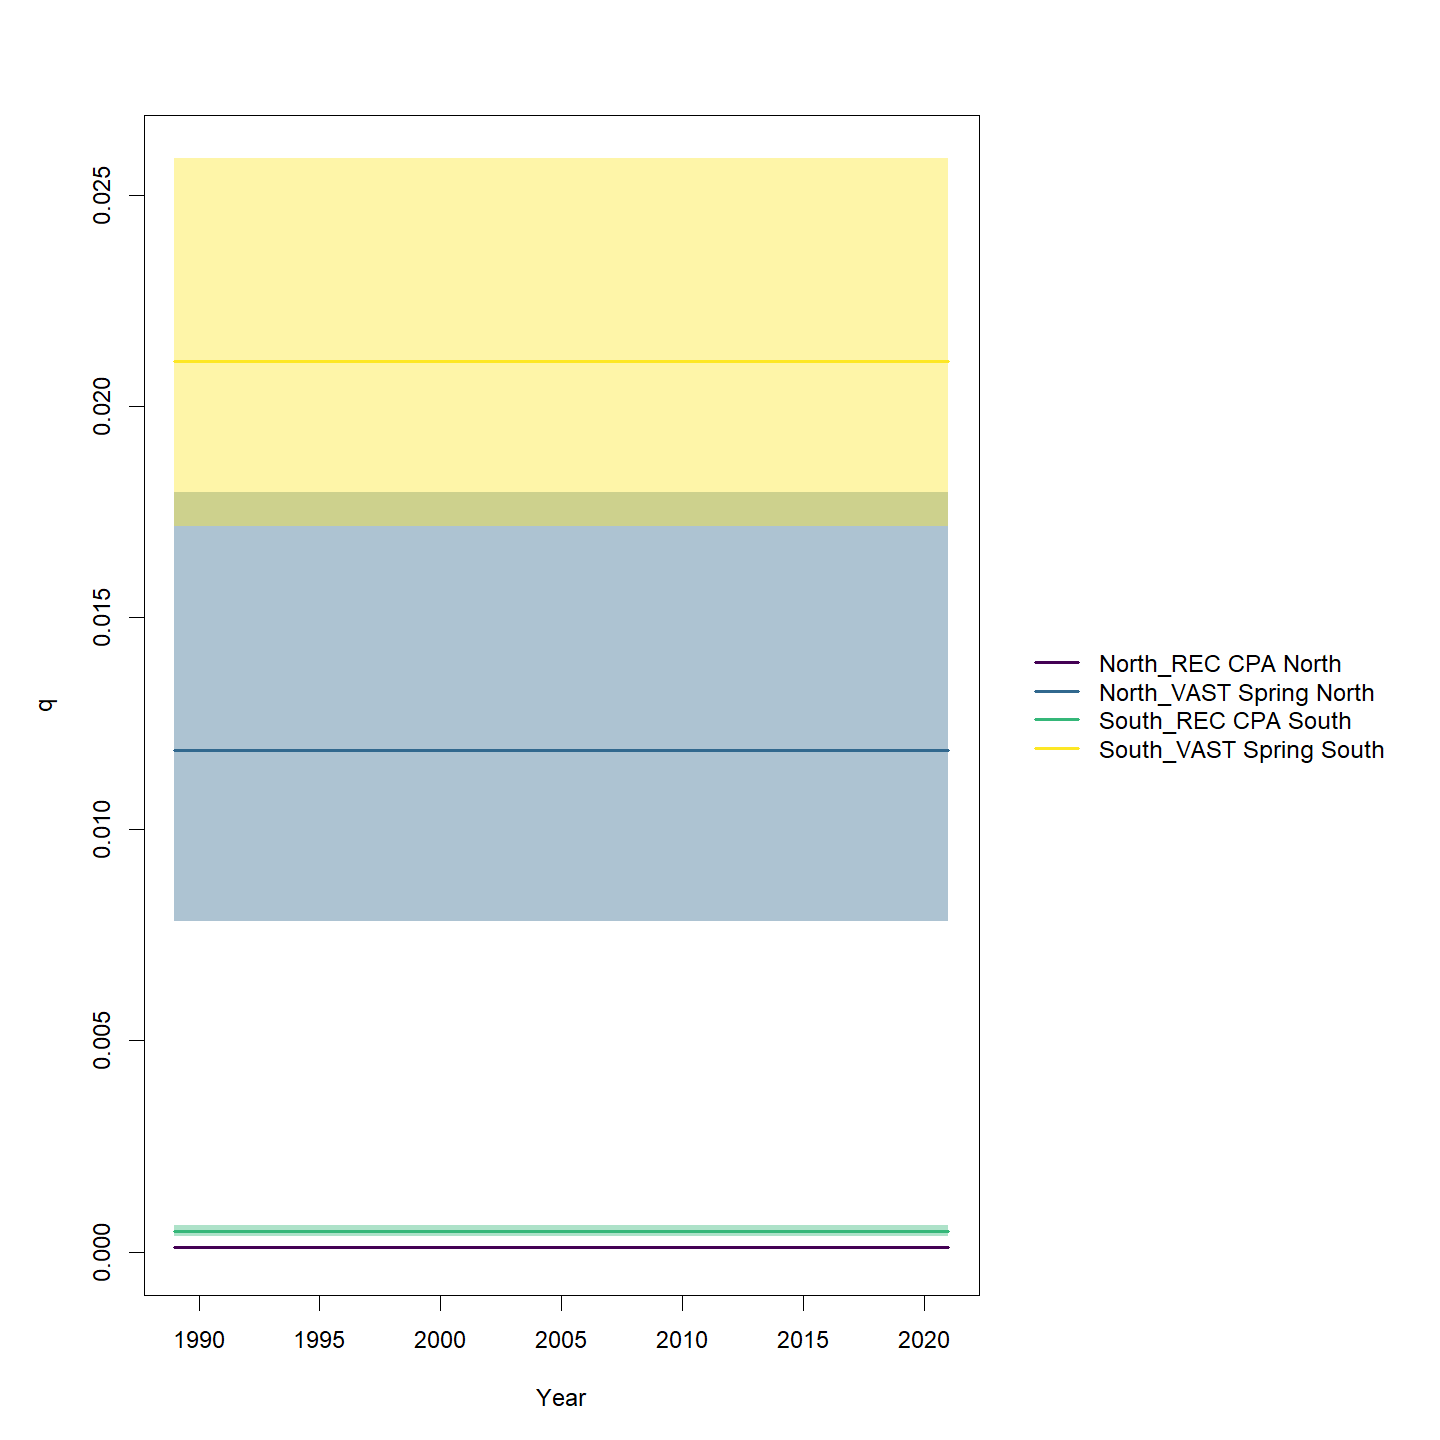 q
0.025
0.020
0.015
0.010
0.005
0.000
1990 1995 2000 2005 2010 2015 2020
Year
North_REC CPA North
North_VAST Spring North
South_REC CPA South
South_VAST Spring South